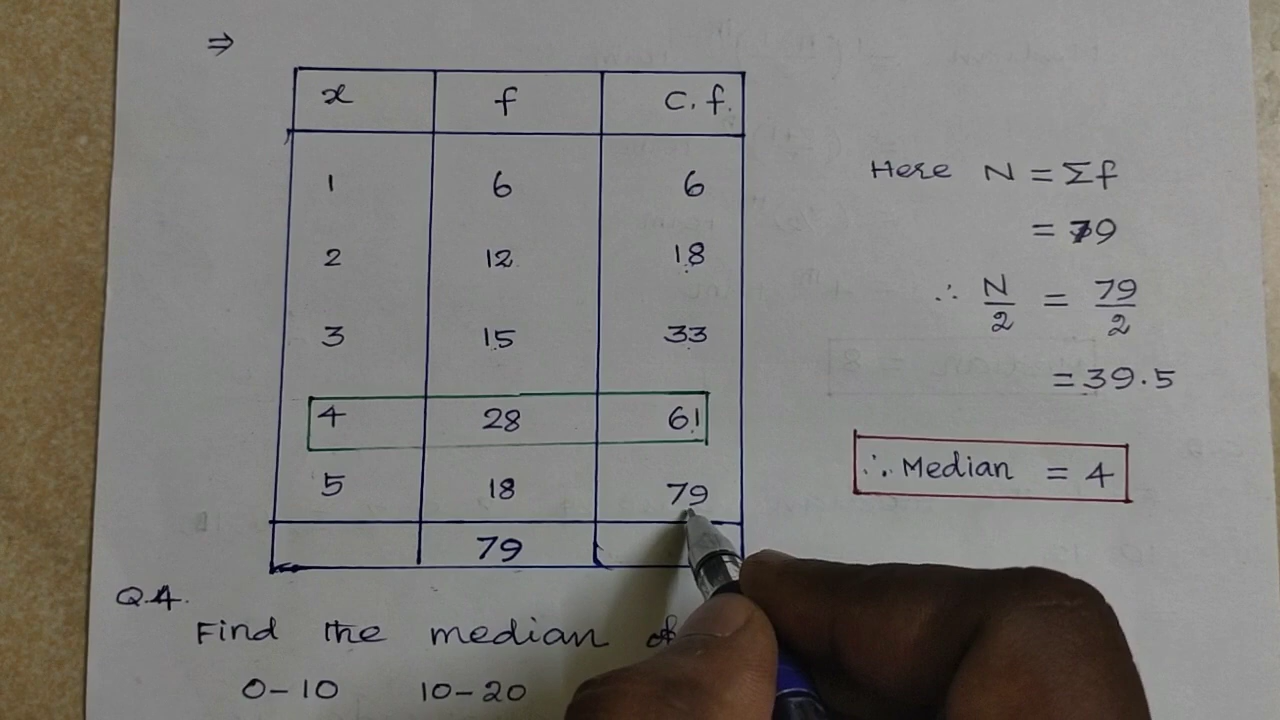 ⇒
x f c.f.
1 6 6
2 12 18
3 15 33
4 28 61
5 18 79
79
Here N = Σf
= 79
∴ N/2 = 79/2
= 39.5
∴ Median = 4
Q.4.
Find the median of
0-10 10-20